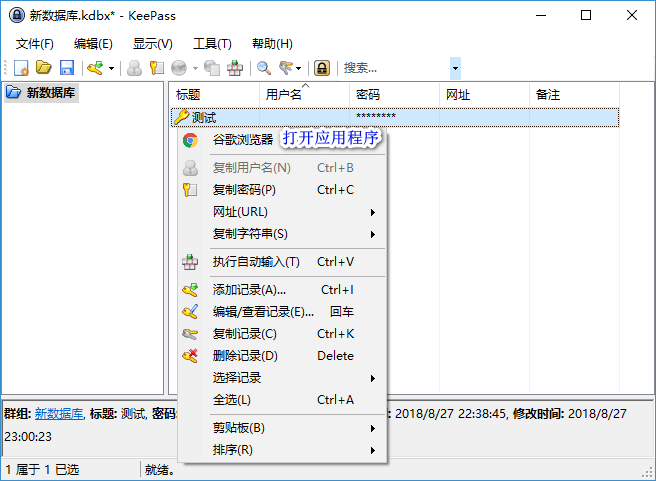 新数据库.kdbx* - KeePass
文件(F) 编辑(E) 显示(V) 工具(T) 帮助(H)
搜索...
新数据库
标题 用户名 密码 网址 备注
测试 ********
谷歌浏览器 打开应用程序
复制用户名(N) Ctrl+B
复制密码(P) Ctrl+C
网址(URL)
复制字符串(S)
执行自动输入(T) Ctrl+V
添加记录(A)... Ctrl+I
编辑/查看记录(E)... 回车
复制记录(C) Ctrl+K
删除记录(D) Delete
选择记录
全选(L) Ctrl+A
剪贴板(B)
排序(R)
群组: 新数据库, 标题: 测试, 密码: 2018/8/27 22:38:45, 修改时间: 2018/8/27
23:00:23
1 属于 1 已选 就绪。